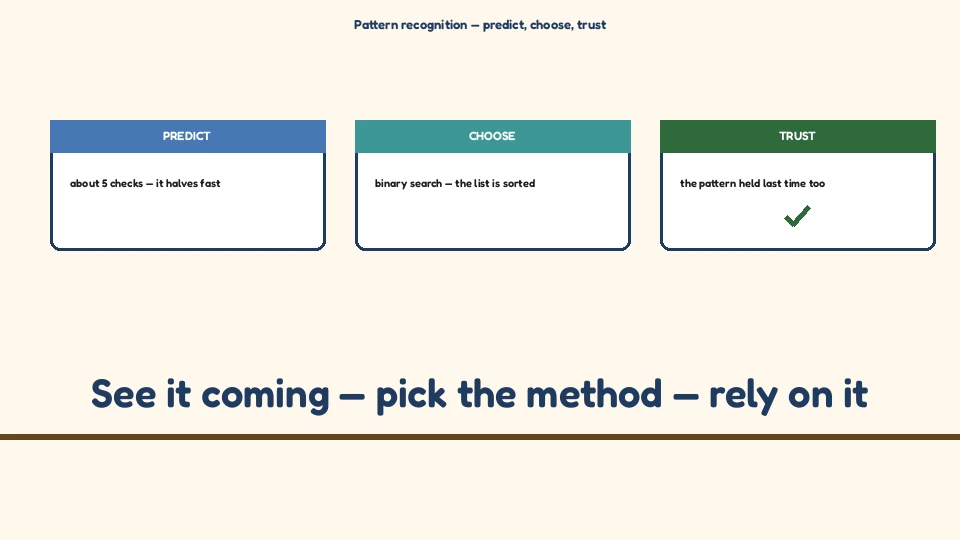 Pattern recognition — predict, choose, trust
PREDICT
about 5 checks — it halves fast
CHOOSE
binary search — the list is sorted
TRUST
the pattern held last time too
See it coming — pick the method — rely on it